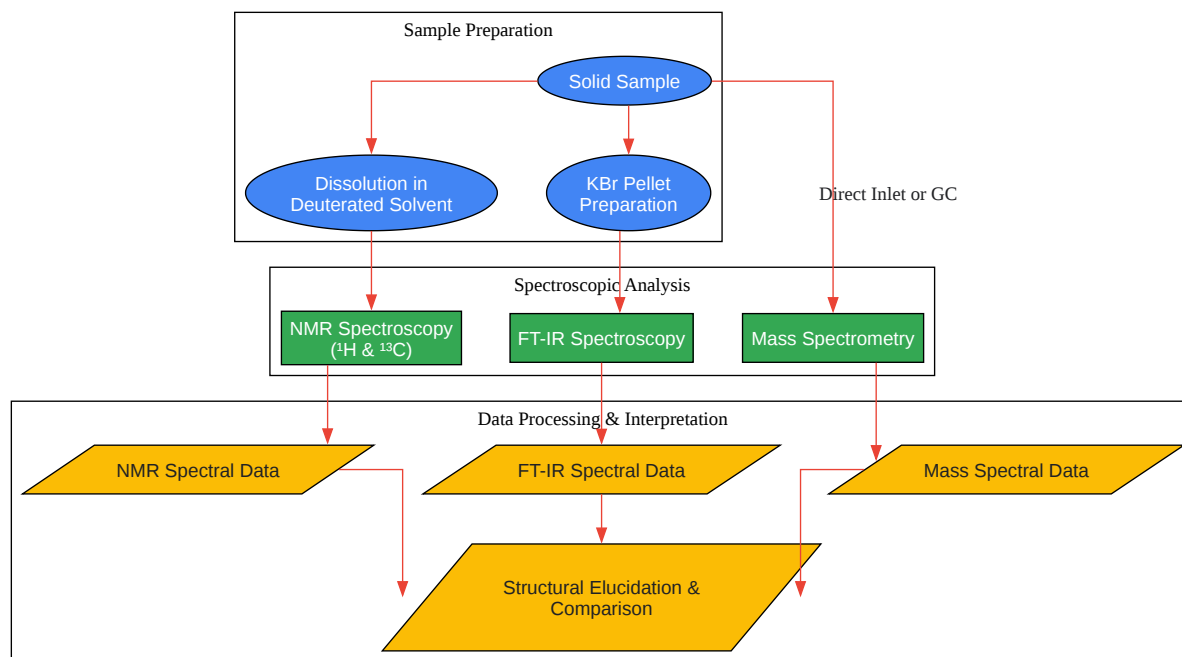 Sample Preparation
Solid Sample
Dissolution in
Deuterated Solvent
KBr Pellet
Preparation
Direct Inlet or GC
Spectroscopic Analysis
NMR Spectroscopy
(¹H & ¹³C)
FT-IR Spectroscopy
Mass Spectrometry
Data Processing & Interpretation
NMR Spectral Data
FT-IR Spectral Data
Mass Spectral Data
Structural Elucidation &
Comparison